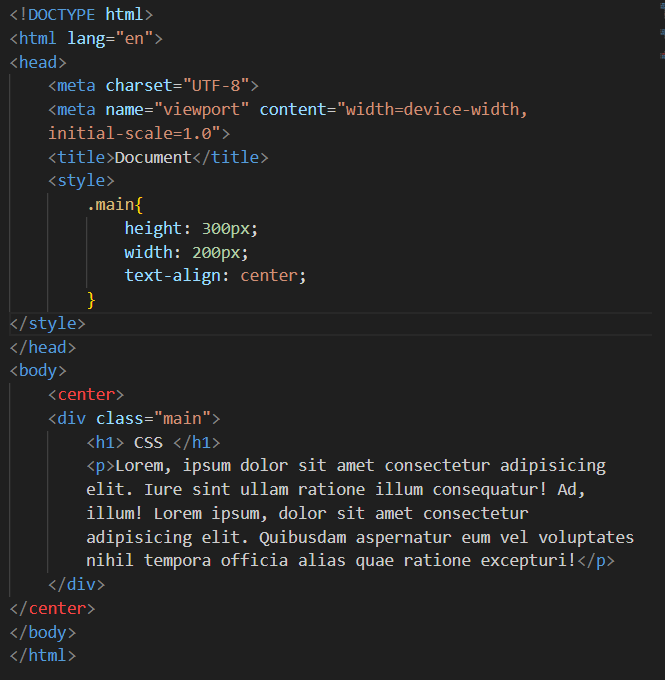 <!DOCTYPE html>
<html lang="en">
<head>
    <meta charset="UTF-8">
    <meta name="viewport" content="width=device-width,
    initial-scale=1.0">
    <title>Document</title>
    <style>
        .main{
            height: 300px;
            width: 200px;
            text-align: center;
        }
</style>
</head>
<body>
    <center>
    <div class="main">
        <h1> CSS </h1>
        <p>Lorem, ipsum dolor sit amet consectetur adipisicing
        elit. Iure sint ullam ratione illum consequatur! Ad,
        illum! Lorem ipsum, dolor sit amet consectetur
        adipisicing elit. Quibusdam aspernatur eum vel voluptates
        nihil tempora officia alias quae ratione excepturi!</p>
    </div>
</center>
</body>
</html>